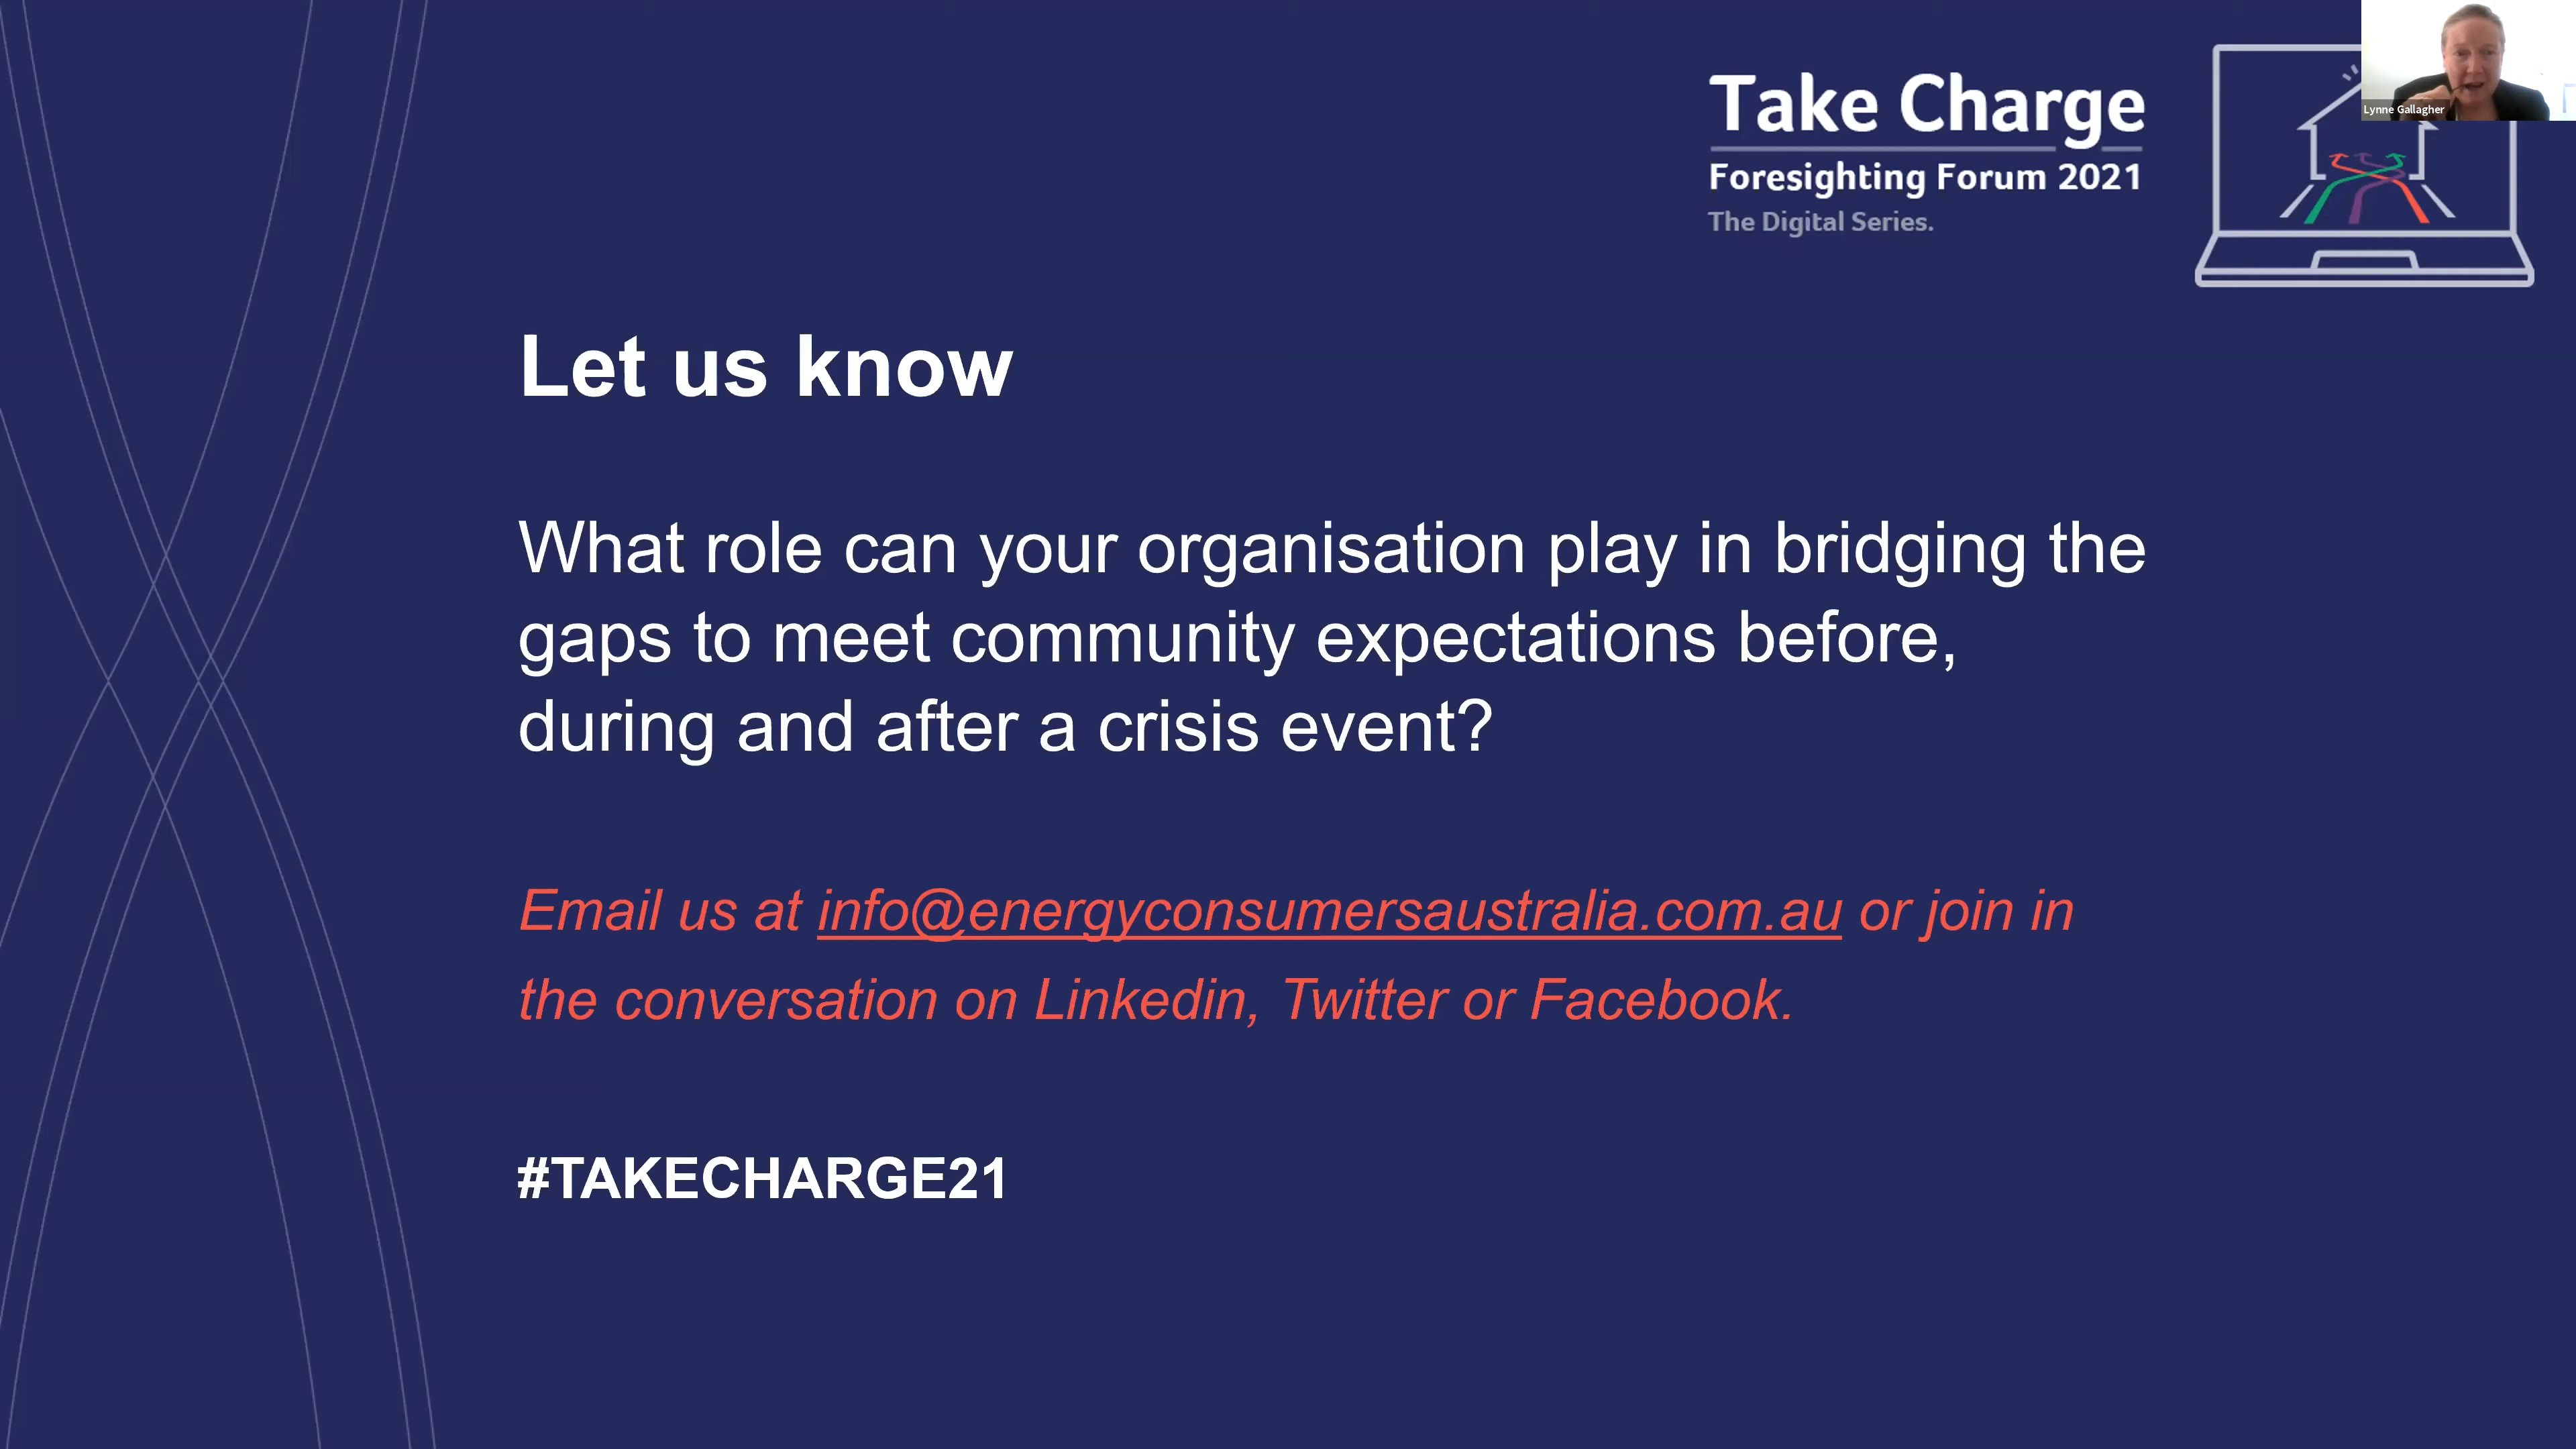 Take Charge
Foresighting Forum 2021
The Digital Series.
Lynne Gallagher
Let us know
What role can your organisation play in bridging the
gaps to meet community expectations before,
during and after a crisis event?
Email us at info@energyconsumersaustralia.com.au or join in
the conversation on Linkedin, Twitter or Facebook.
#TAKECHARGE21